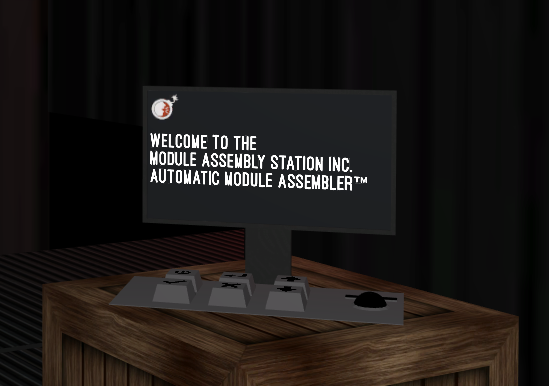 WELCOME TO THE
MODULE ASSEMBLY STATION INC.
AUTOMATIC MODULE ASSEMBLER™